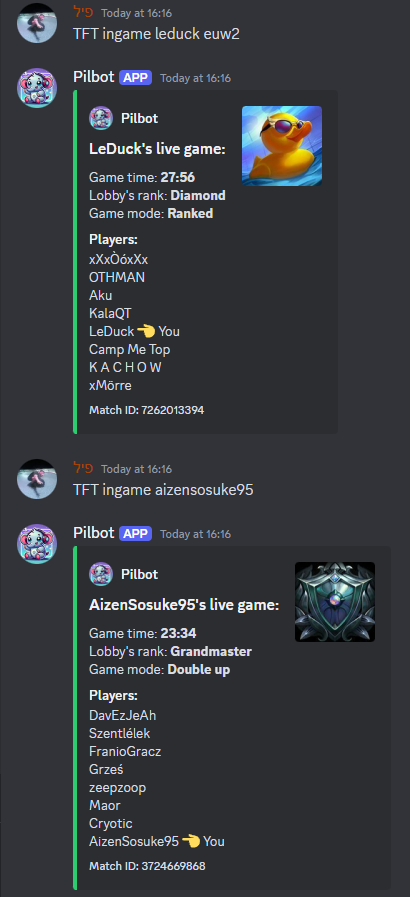 פיל Today at 16:16
TFT ingame leduck euw2
Pilbot APP Today at 16:16
Pilbot
LeDuck's live game:
Game time: 27:56
Lobby's rank: Diamond
Game mode: Ranked
Players:
xXxÒóxXx
OTHMAN
Aku
KalaQT
LeDuck 👈 You
Camp Me Top
K A C H O W
xMörre
Match ID: 7262013394
פיל Today at 16:16
TFT ingame aizensosuke95
Pilbot APP Today at 16:16
Pilbot
AizenSosuke95's live game:
Game time: 23:34
Lobby's rank: Grandmaster
Game mode: Double up
Players:
DavEzJeAh
Szentlélek
FranioGracz
Grześ
zeepzoop
Maor
Cryotic
AizenSosuke95 👈 You
Match ID: 3724669868